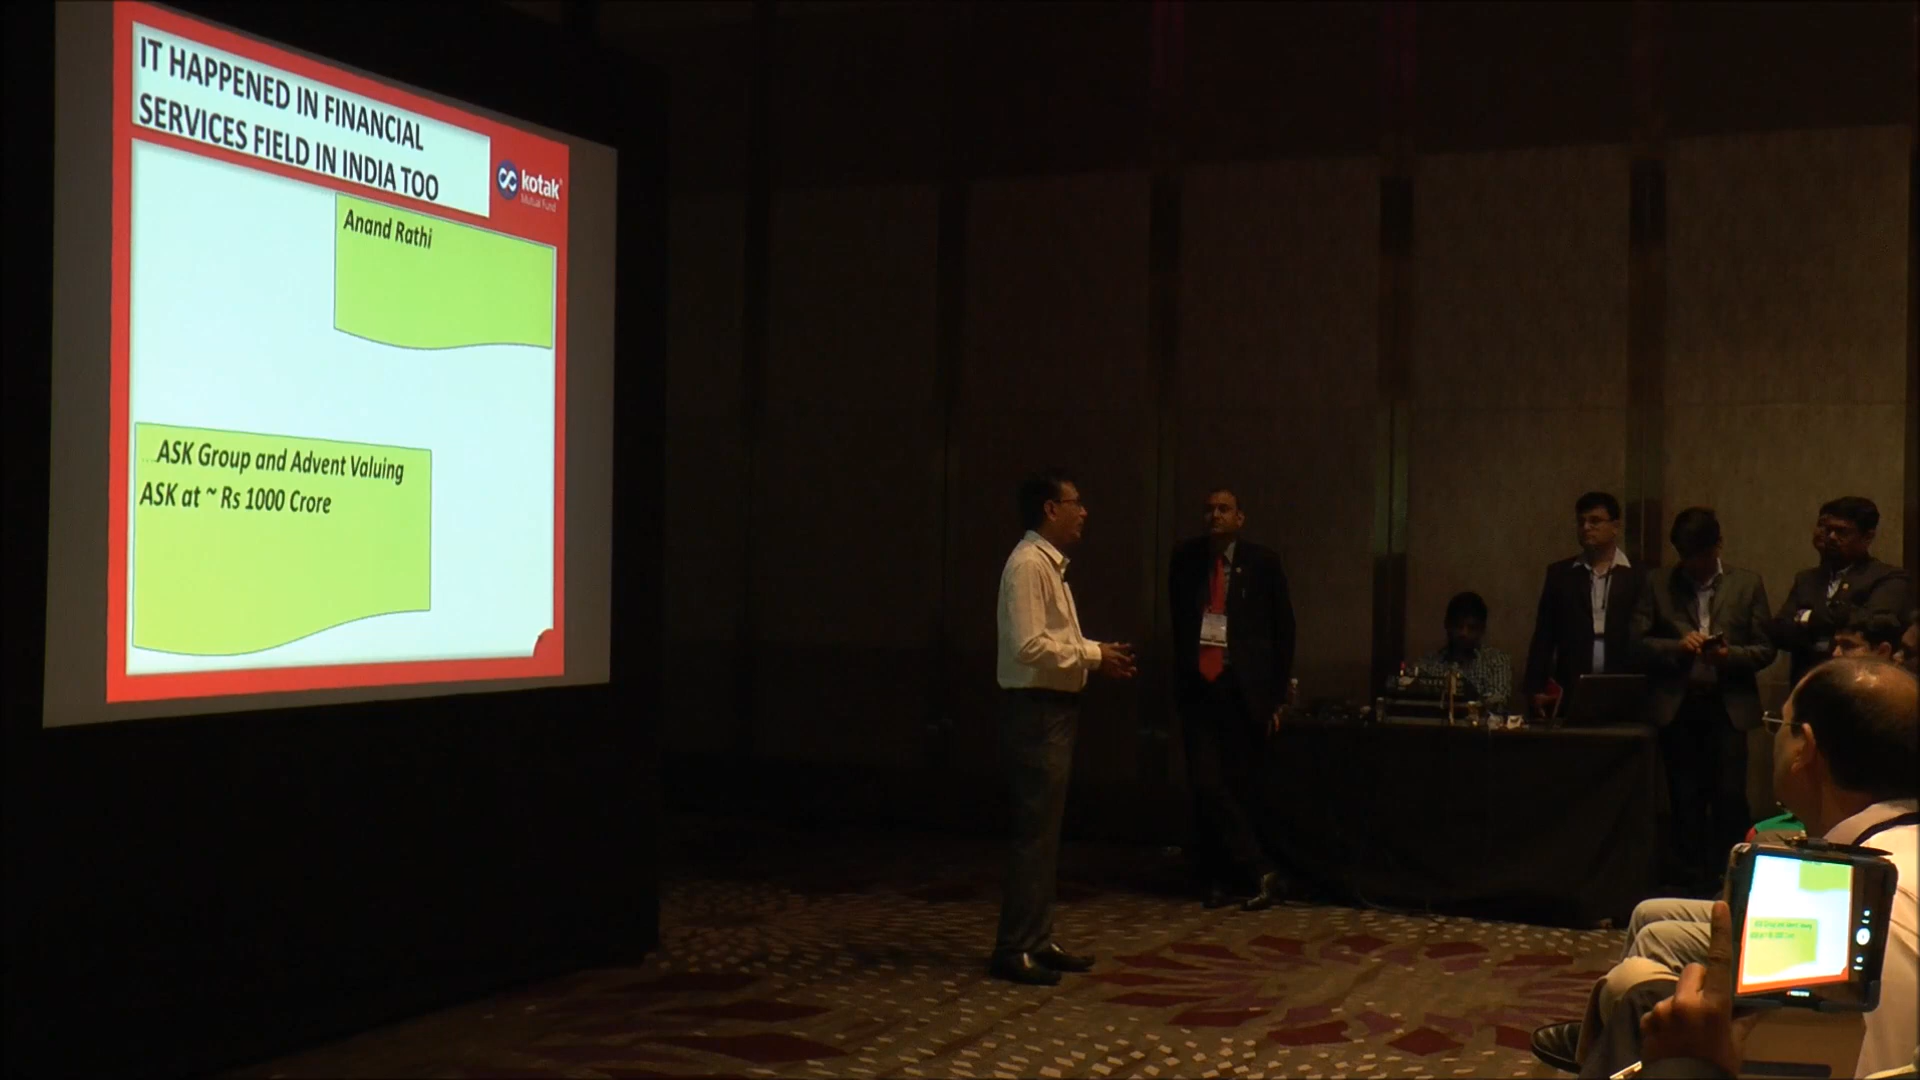 IT HAPPENED IN FINANCIAL
SERVICES FIELD IN INDIA TOO
kotak
Mutual Fund
Anand Rathi
...ASK Group and Advent Valuing
ASK at ~ Rs 1000 Crore